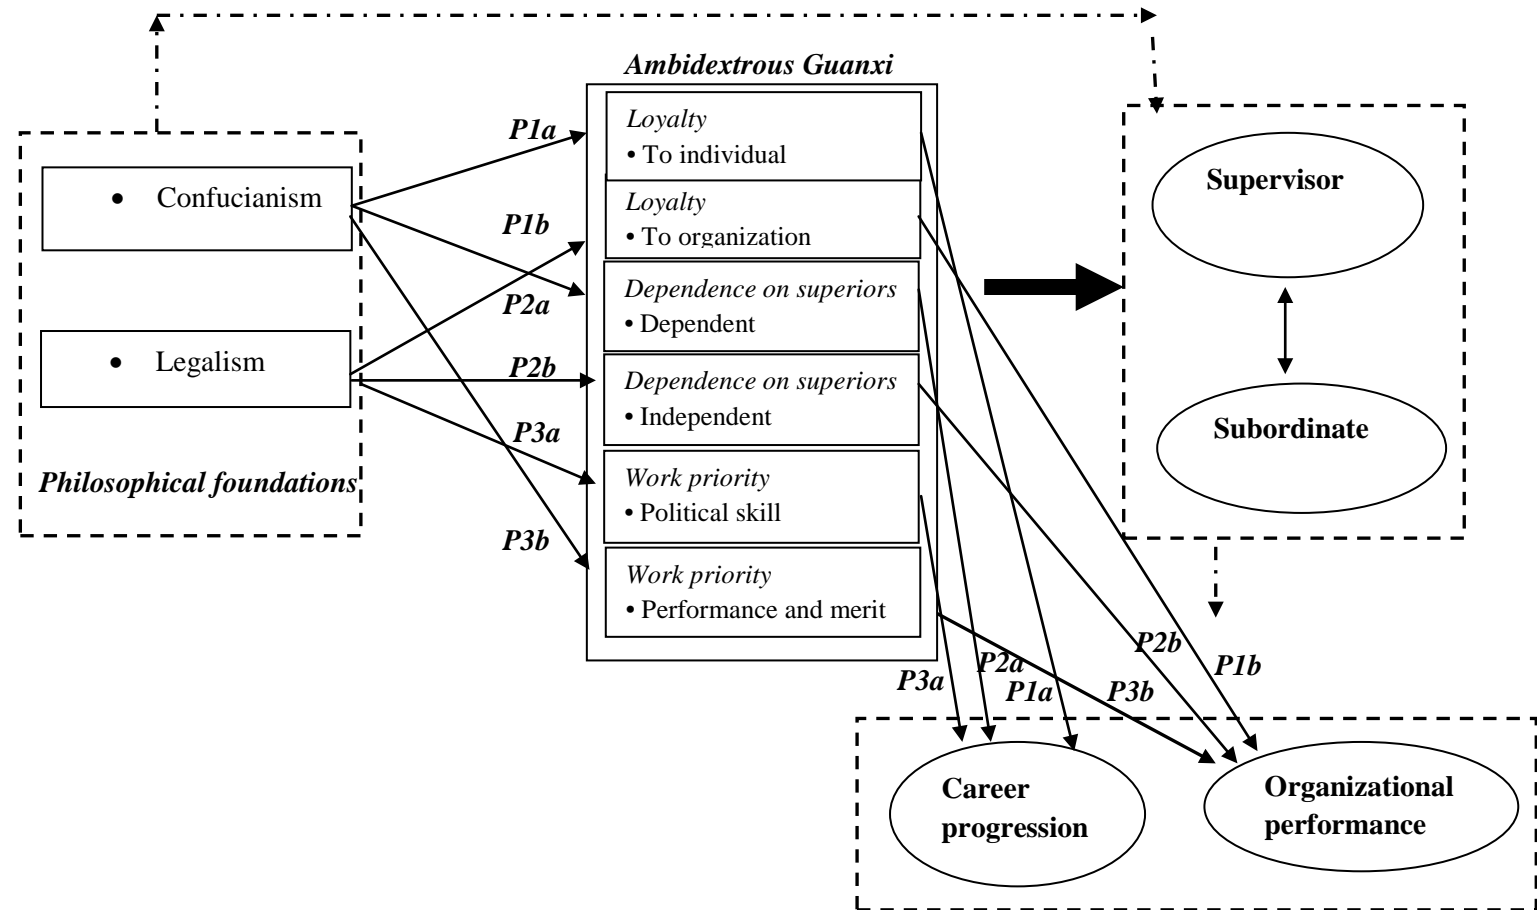 Ambidextrous Guanxi
• Confucianism
• Legalism
Philosophical foundations
P1a
P1b
P2a
P2b
P3a
P3b
Loyalty
• To individual
Loyalty
• To organization
Dependence on superiors
• Dependent
Dependence on superiors
• Independent
Work priority
• Political skill
Work priority
• Performance and merit
Supervisor
Subordinate
P3a
P2a
P1a
P3b
P2b
P1b
Career
progression
Organizational
performance